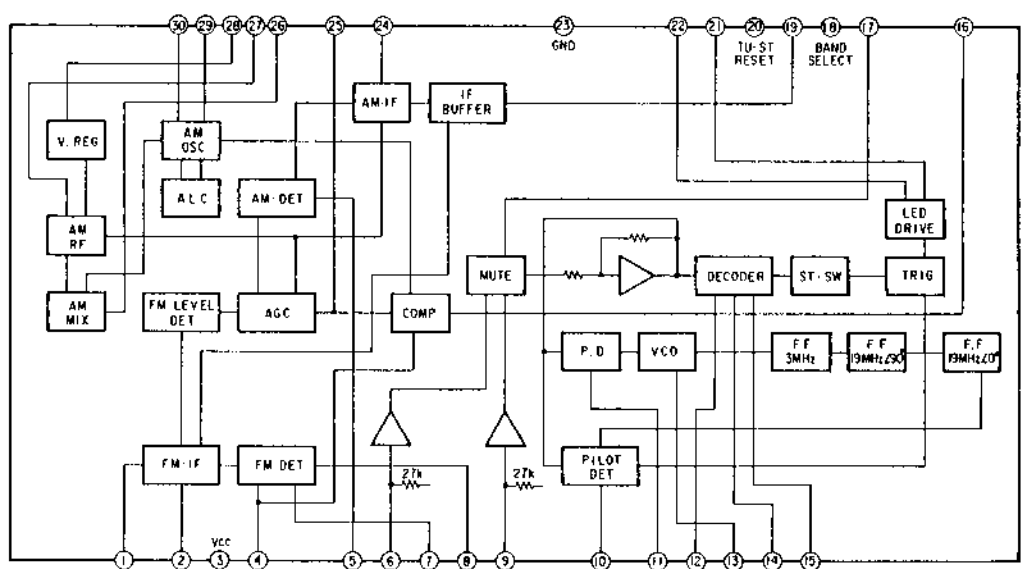 30 29 28 27 26 25 24 23 22 21 20 19 18 17 16
GND
TU-ST
RESET
BAND
SELECT
V.REG
AM
OSC
AM-IF
IF
BUFFER
ALC
AM-DET
LED
DRIVE
AM
RF
MUTE
DECODER
ST-SW
TRIG
AM
MIX
FM LEVEL
DET
AGC
COMP
P.D
VCO
F.F
3MHz
F.F
19MHz∠90°
F.F
19MHz∠0°
FM-IF
FM DET
27k
27k
PILOT
DET
VCC
1 2 3 4 5 6 7 8 9 10 11 12 13 14 15